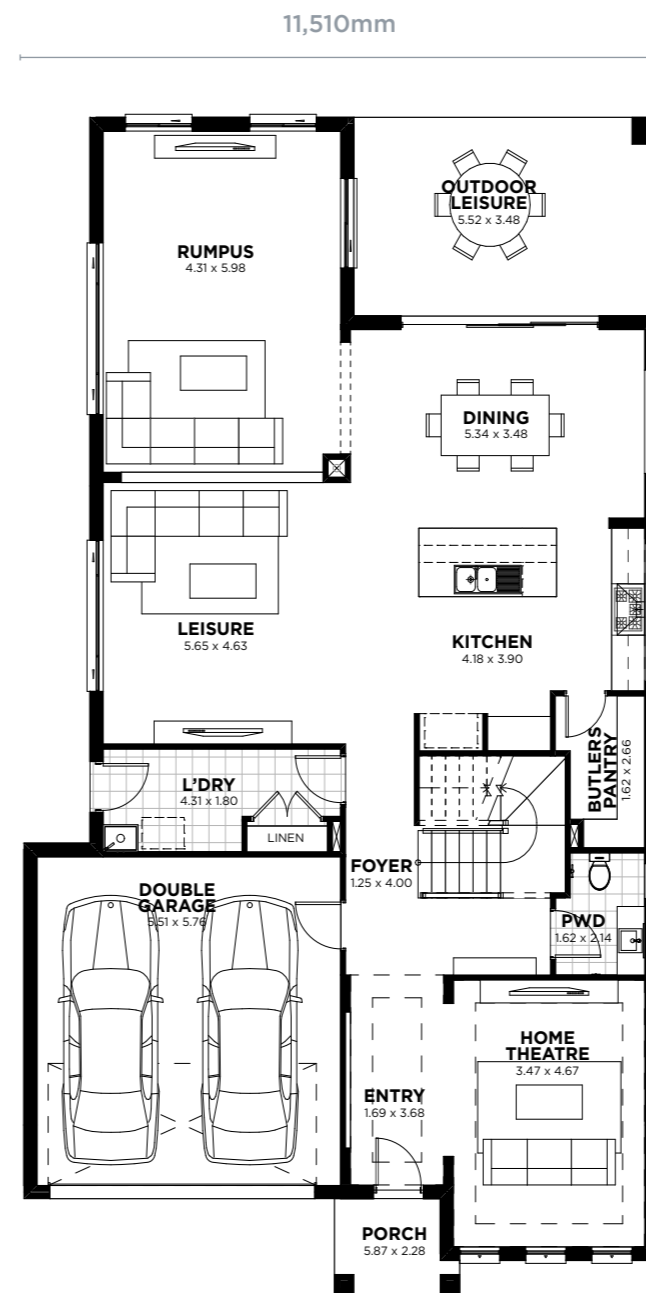 11,510mm
OUTDOOR
LEISURE
5.52 x 3.48
RUMPUS
4.31 x 5.98
DINING
5.34 x 3.48
LEISURE
5.65 x 4.63
KITCHEN
4.18 x 3.90
BUTLERS
PANTRY
1.62 x 2.66
L'DRY
4.31 x 1.80
LINEN
FOYER
1.25 x 4.00
DOUBLE
GARAGE
5.51 x 5.76
PWD
1.62 x 2.14
HOME
THEATRE
3.47 x 4.67
ENTRY
1.69 x 3.68
PORCH
5.87 x 2.28